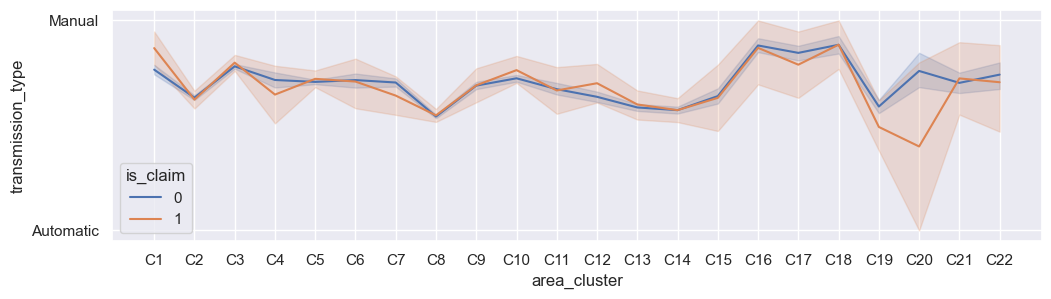 Manual
transmission_type
Automatic
is_claim
0
1
C1 C2 C3 C4 C5 C6 C7 C8 C9 C10 C11 C12 C13 C14 C15 C16 C17 C18 C19 C20 C21 C22
area_cluster